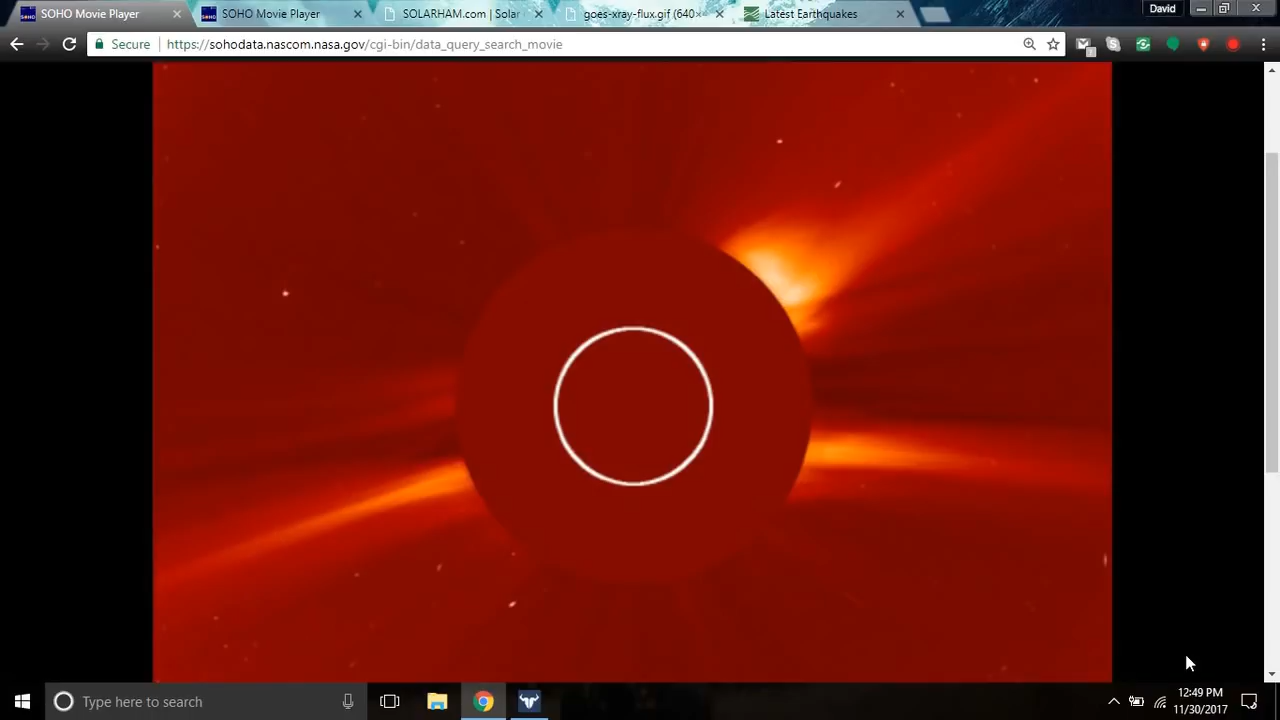 SOHO Movie Player
SOHO Movie Player
SOLARHAM.com | Solar
goes-xray-flux.gif (640×
Latest Earthquakes
David
Secure
https://sohodata.nascom.nasa.gov/cgi-bin/data_query_search_movie
Type here to search
12:49 PM
11/30/2017